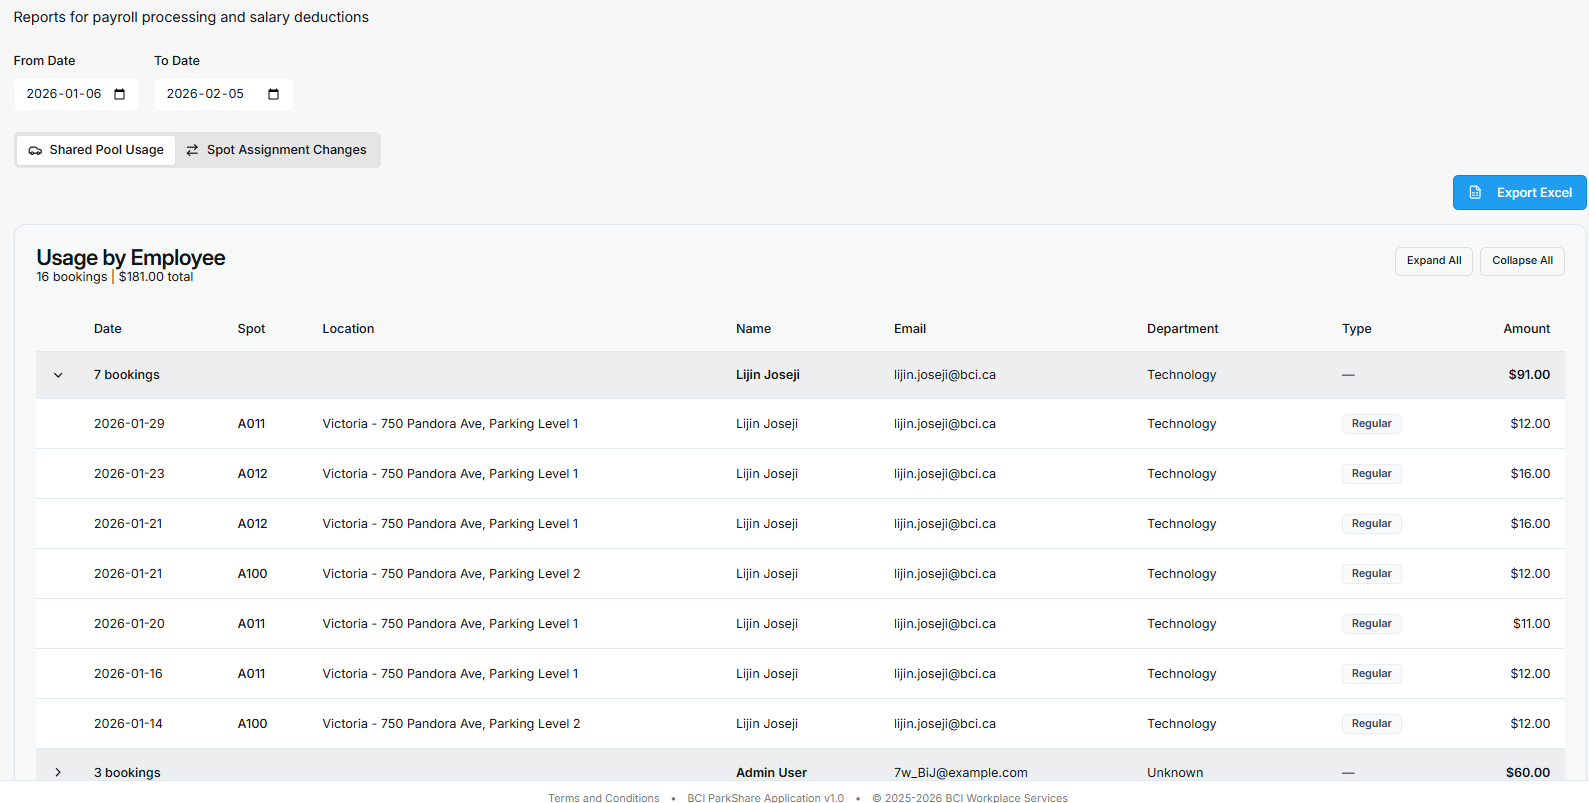 Reports for payroll processing and salary deductions
From Date To Date
2026-01-06 2026-02-05
Shared Pool Usage Spot Assignment Changes
Export Excel
Usage by Employee
16 bookings | $181.00 total
Expand All Collapse All
Date Spot Location Name Email Department Type Amount
7 bookings Lijin Joseji lijin.joseji@bci.ca Technology — $91.00
2026-01-29 A011 Victoria - 750 Pandora Ave, Parking Level 1 Lijin Joseji lijin.joseji@bci.ca Technology Regular $12.00
2026-01-23 A012 Victoria - 750 Pandora Ave, Parking Level 1 Lijin Joseji lijin.joseji@bci.ca Technology Regular $16.00
2026-01-21 A012 Victoria - 750 Pandora Ave, Parking Level 1 Lijin Joseji lijin.joseji@bci.ca Technology Regular $16.00
2026-01-21 A100 Victoria - 750 Pandora Ave, Parking Level 2 Lijin Joseji lijin.joseji@bci.ca Technology Regular $12.00
2026-01-20 A011 Victoria - 750 Pandora Ave, Parking Level 1 Lijin Joseji lijin.joseji@bci.ca Technology Regular $11.00
2026-01-16 A011 Victoria - 750 Pandora Ave, Parking Level 1 Lijin Joseji lijin.joseji@bci.ca Technology Regular $12.00
2026-01-14 A100 Victoria - 750 Pandora Ave, Parking Level 2 Lijin Joseji lijin.joseji@bci.ca Technology Regular $12.00
3 bookings Admin User 7w_BiJ@example.com Unknown — $60.00
Terms and Conditions • BCI ParkShare Application v1.0 • © 2025-2026 BCI Workplace Services